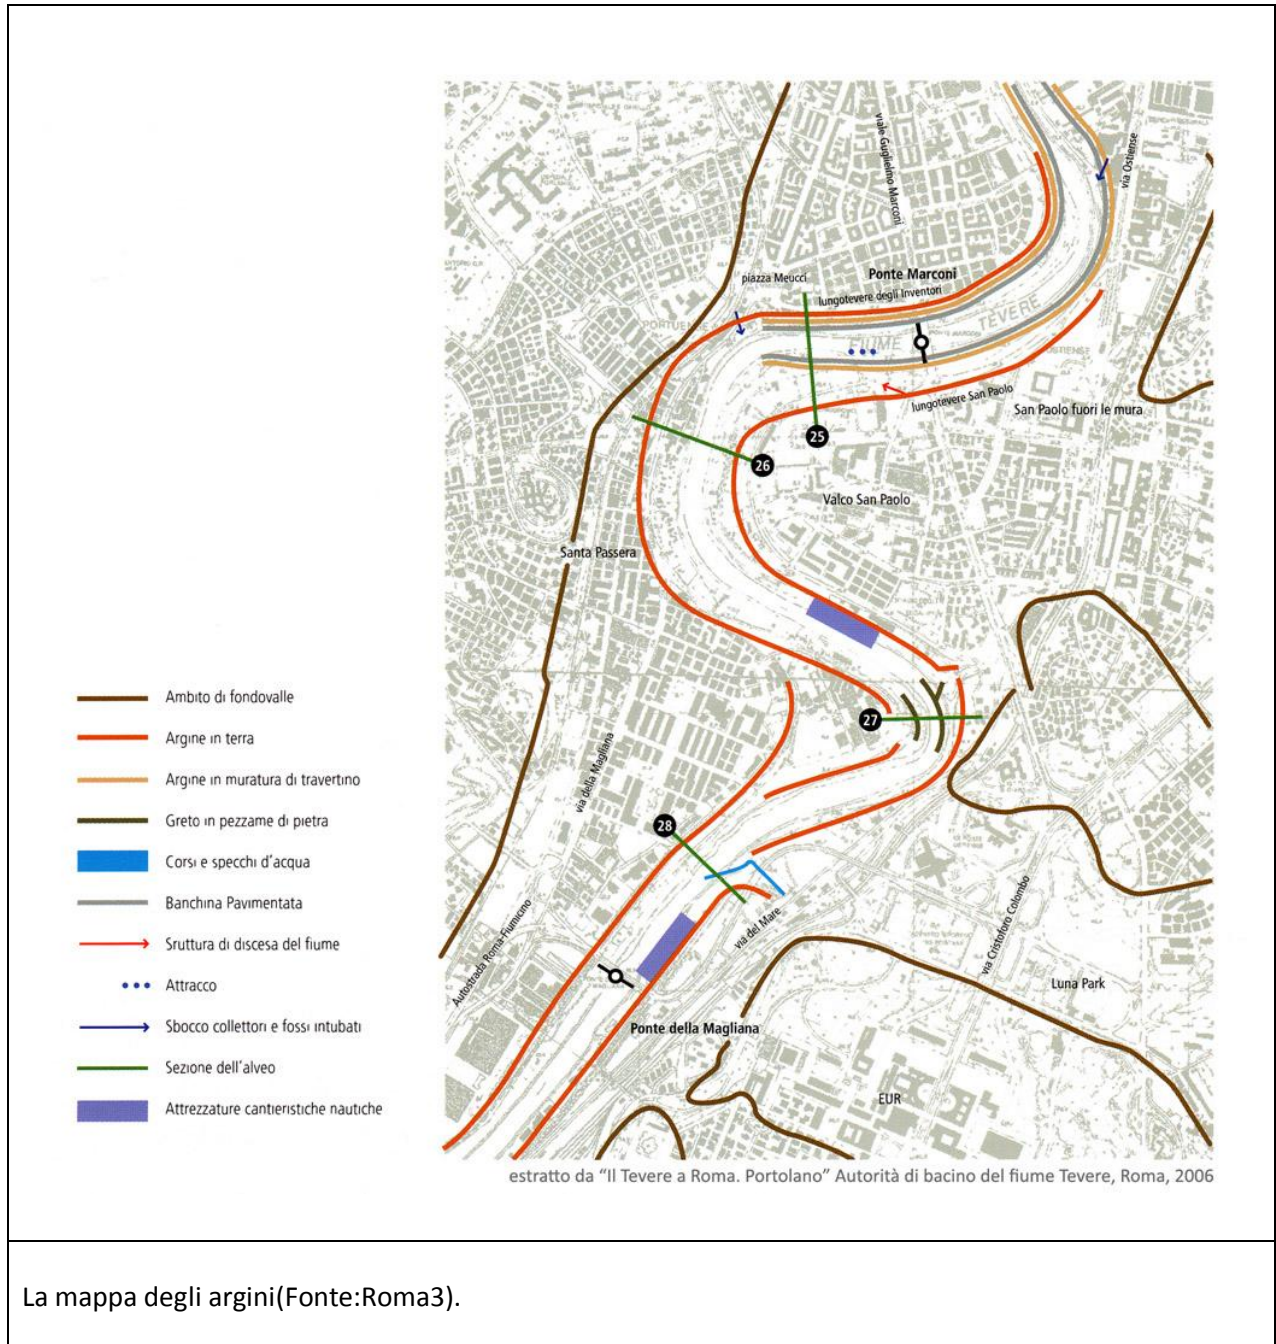 viale Guglielmo Marconi
via Ostiense
piazza Meucci
Ponte Marconi
lungotevere degli Inventori
PORTUENSE
FIUME
TEVERE
OSTIENSE
lungotevere San Paolo
San Paolo fuori le mura
25
26
Valco San Paolo
Santa Passera
27
via della Magliana
28
via del Mare
via Cristoforo Colombo
Autostrada Roma-Fiumicino
Luna Park
Ponte della Magliana
EUR
Ambito di fondovalle
Argine in terra
Argine in muratura di travertino
Greto in pezzame di pietra
Corsi e specchi d'acqua
Banchina Pavimentata
Sruttura di discesa del fiume
Attracco
Sbocco collettori e fossi intubati
Sezione dell'alveo
Attrezzature cantieristiche nautiche
estratto da "Il Tevere a Roma. Portolano" Autorità di bacino del fiume Tevere, Roma, 2006
La mappa degli argini(Fonte:Roma3).